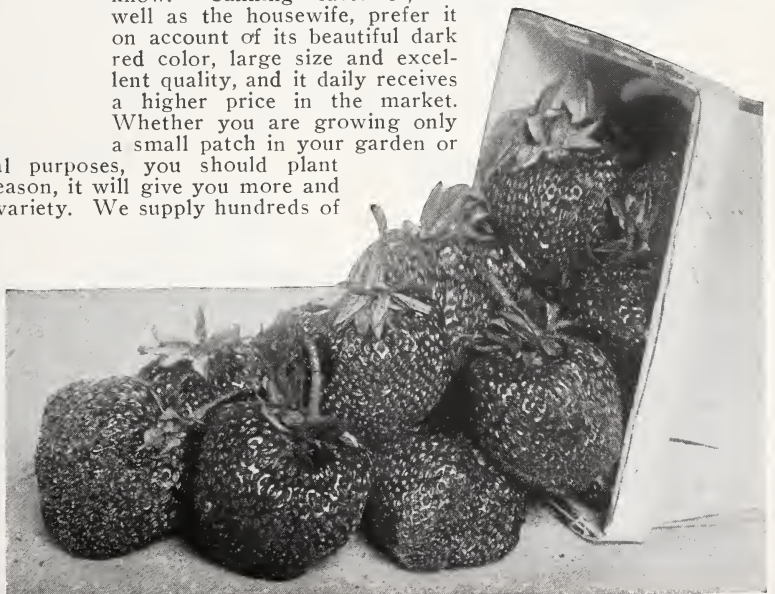 well as the housewife, prefer it
on account of its beautiful dark
red color, large size and excel-
lent quality, and it daily receives
a higher price in the market.
Whether you are growing only
a small patch in your garden or
purposes, you should plant
it will give you more and
variety. We supply hundreds of